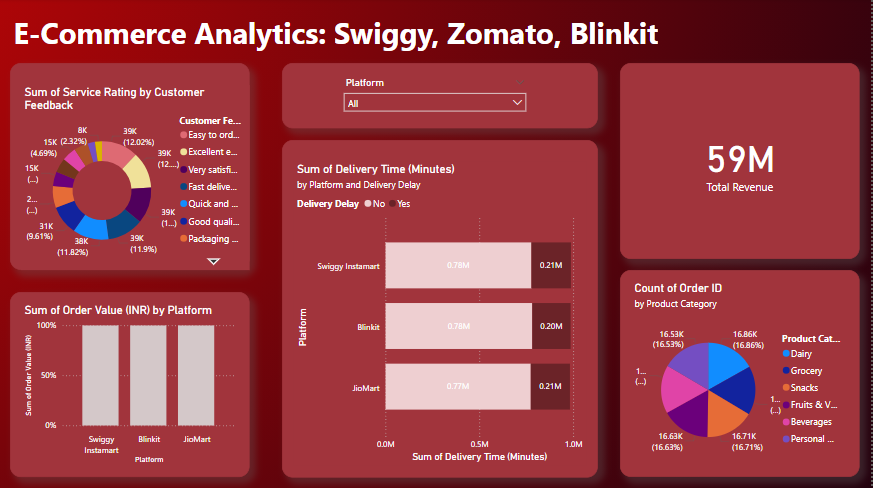 E-Commerce Analytics: Swiggy, Zomato, Blinkit
Sum of Service Rating by Customer
Feedback
8K
(2.32%)
39K
(12.02%)
15K
(4.69%)
39K
(12....)
15K
(...)
2...
(...)
39K
(1...)
31K
(9.61%)
38K
(11.82%)
39K
(11.9%)
Customer Fe...
Easy to ord...
Excellent e...
Very satisfi...
Fast delive...
Quick and ...
Good quali...
Packaging ...
Platform
All
59M
Total Revenue
Sum of Delivery Time (Minutes)
by Platform and Delivery Delay
Delivery Delay No Yes
Platform
Swiggy Instamart
0.78M
0.21M
Blinkit
0.78M
0.20M
JioMart
0.77M
0.21M
0.0M
0.5M
1.0M
Sum of Delivery Time (Minutes)
Sum of Order Value (INR) by Platform
Sum of Order Value (INR)
100%
50%
0%
Swiggy
Instamart
Blinkit
JioMart
Platform
Count of Order ID
by Product Category
16.53K
(16.53%)
16.86K
(16.86%)
1...
(...)
1...
(...)
16.63K
(16.63%)
16.71K
(16.71%)
Product Cat...
Dairy
Grocery
Snacks
Fruits & V...
Beverages
Personal ...